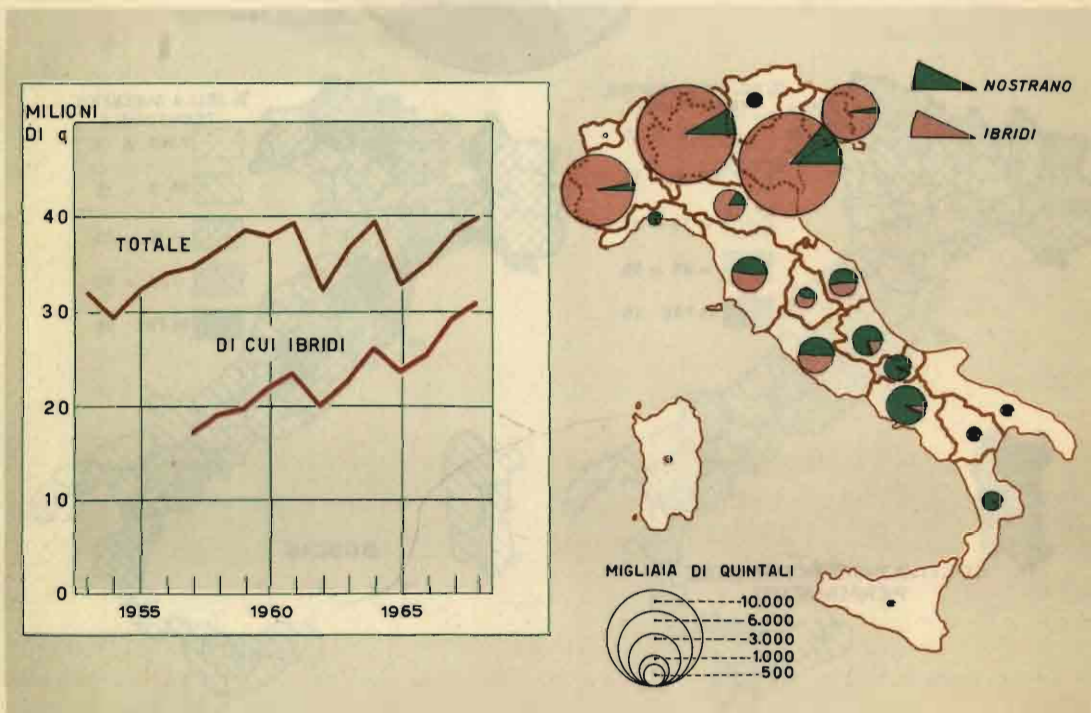 MILIONI
DI q
40
30
20
10
0
TOTALE
DI CUI IBRIDI
1955 1960 1965
NOSTRANO
IBRIDI
MIGLIAIA DI QUINTALI
10.000
6.000
3.000
1.000
500